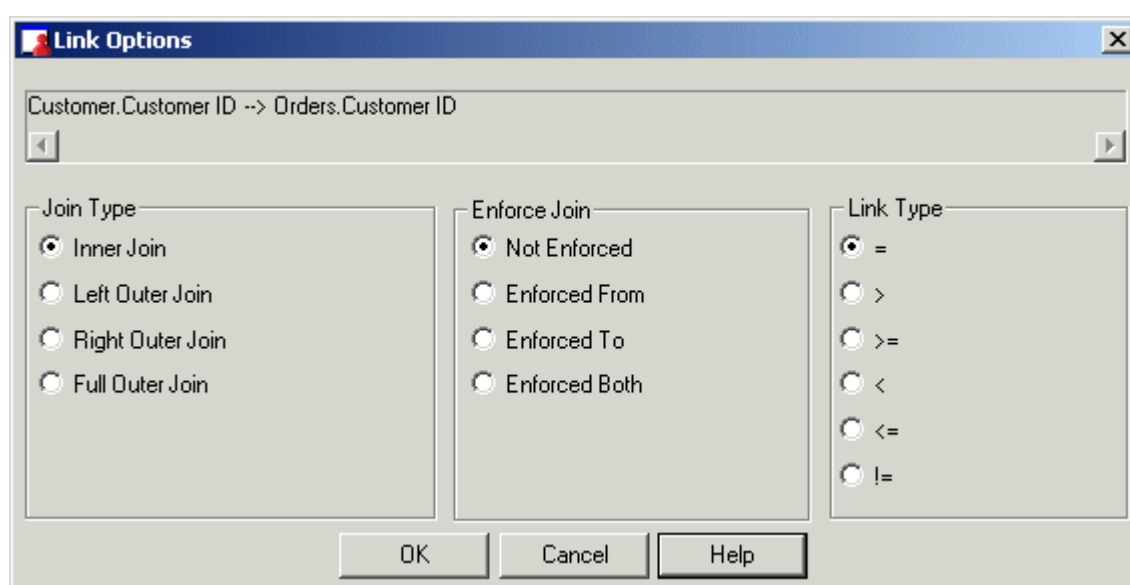 Link Options
Customer.Customer ID --> Orders.Customer ID
Join Type
Inner Join
Left Outer Join
Right Outer Join
Full Outer Join
Enforce Join
Not Enforced
Enforced From
Enforced To
Enforced Both
Link Type
=
>
>=
<
<=
!=
OK
Cancel
Help